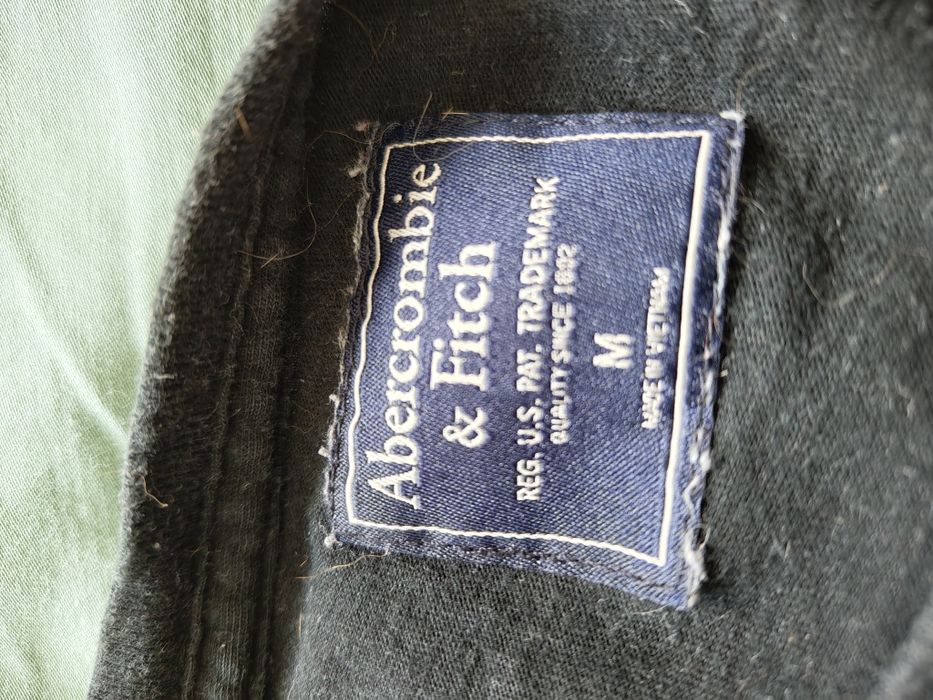 Abercrombie
& Fitch
REG. U.S. PAT. TRADEMARK
QUALITY SINCE 1892
M
MADE IN VIETNAM